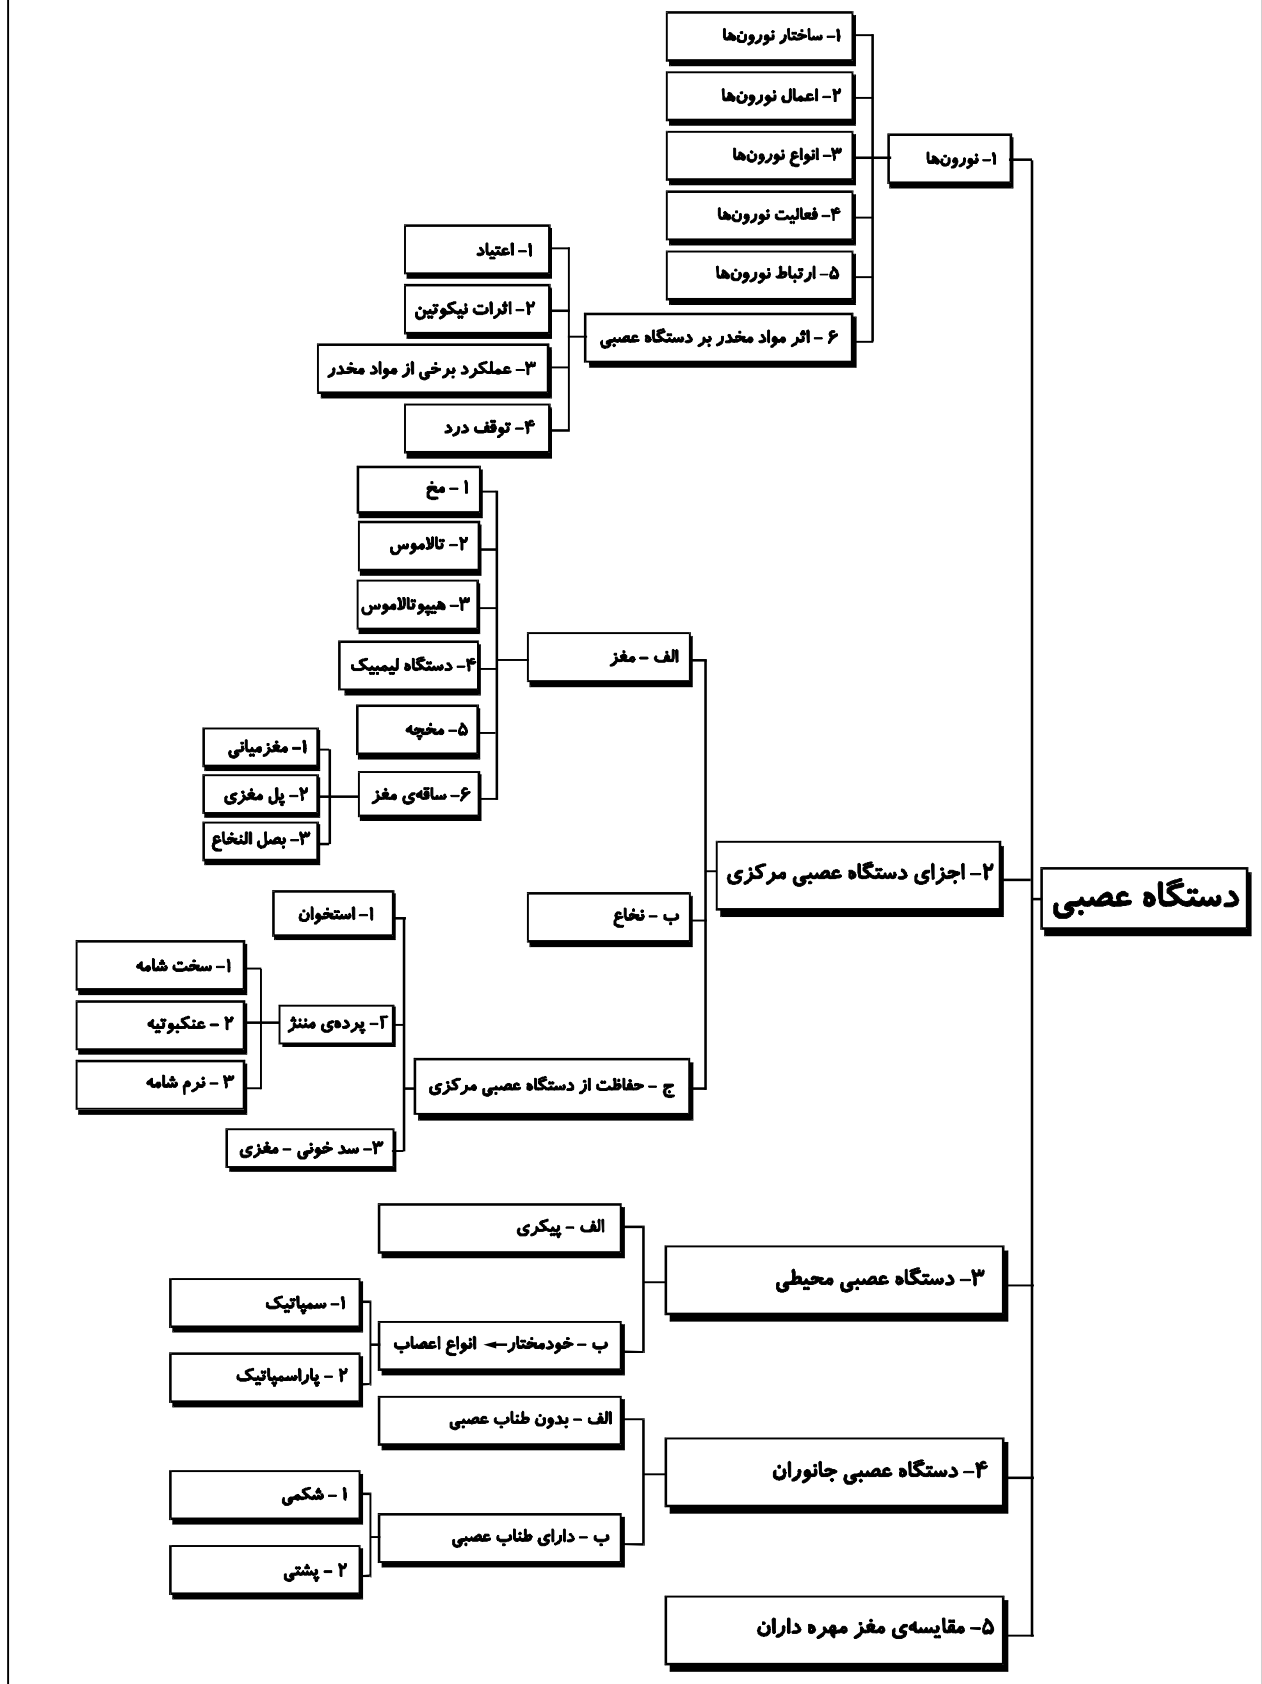 دستگاه عصبی
۱- نورون‌ها
۱- ساختار نورون‌ها
۲- اعمال نورون‌ها
۳- انواع نورون‌ها
۴- فعالیت نورون‌ها
۵- ارتباط نورون‌ها
۶ - اثر مواد مخدر بر دستگاه عصبی
۱- اعتیاد
۲- اثرات نیکوتین
۳- عملکرد برخی از مواد مخدر
۴- توقف درد
۲- اجزای دستگاه عصبی مرکزی
الف - مغز
۱ - مخ
۲- تالاموس
۳- هیپوتالاموس
۴- دستگاه لیمبیک
۵- مخچه
۶- ساقه‌ی مغز
۱- مغزمیانی
۲- پل مغزی
۳- بصل النخاع
ب - نخاع
ج - حفاظت از دستگاه عصبی مرکزی
۱- استخوان
۲- پرده‌ی مننژ
۱- سخت شامه
۲ - عنکبوتیه
۳ - نرم شامه
۳- سد خونی - مغزی
۳- دستگاه عصبی محیطی
الف - پیکری
ب - خودمختار← انواع اعصاب
۱- سمپاتیک
۲ - پاراسمپاتیک
۴- دستگاه عصبی جانوران
الف - بدون طناب عصبی
ب - دارای طناب عصبی
۱ - شکمی
۲ - پشتی
۵- مقایسه‌ی مغز مهره داران